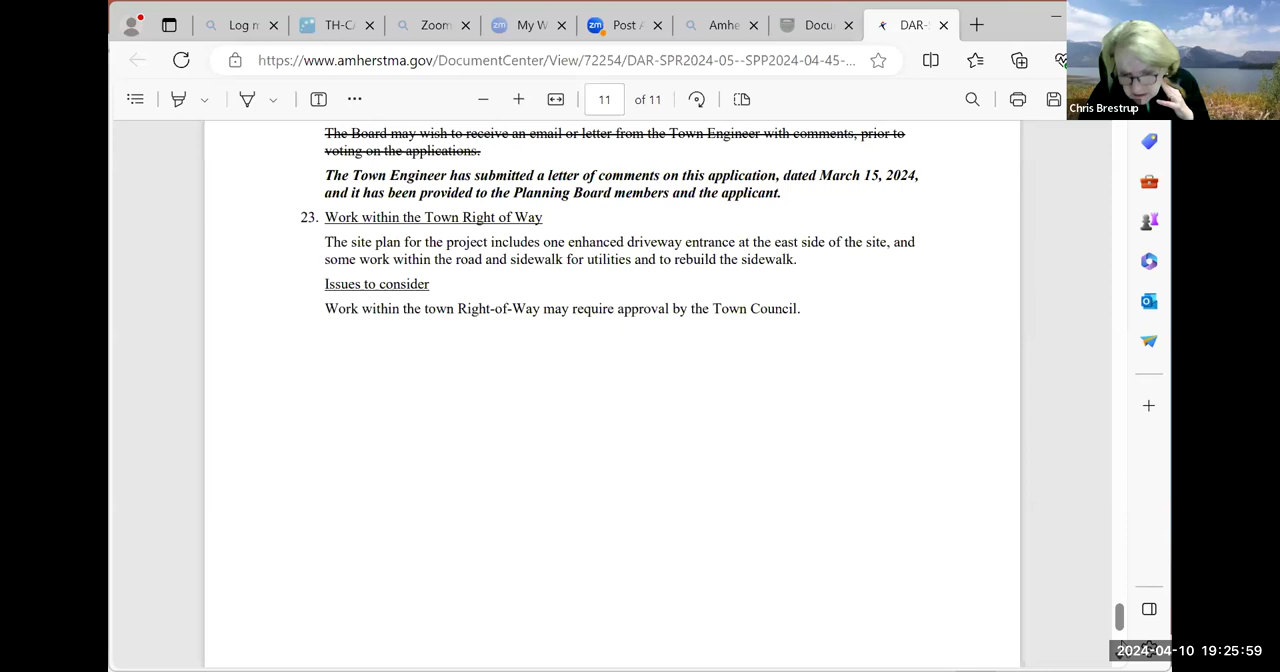 Log n
TH-C
Zoom
My W
Post A
Amhe
Docu
DAR-
https://www.amherstma.gov/DocumentCenter/View/72254/DAR-SPR2024-05--SPP2024-04-45-...
11 of 11
Chris Brestrup
The Board may wish to receive an email or letter from the Town Engineer with comments, prior to
voting on the applications.
The Town Engineer has submitted a letter of comments on this application, dated March 15, 2024,
and it has been provided to the Planning Board members and the applicant.
23. Work within the Town Right of Way
The site plan for the project includes one enhanced driveway entrance at the east side of the site, and
some work within the road and sidewalk for utilities and to rebuild the sidewalk.
Issues to consider
Work within the town Right-of-Way may require approval by the Town Council.
2024-04-10 19:25:59